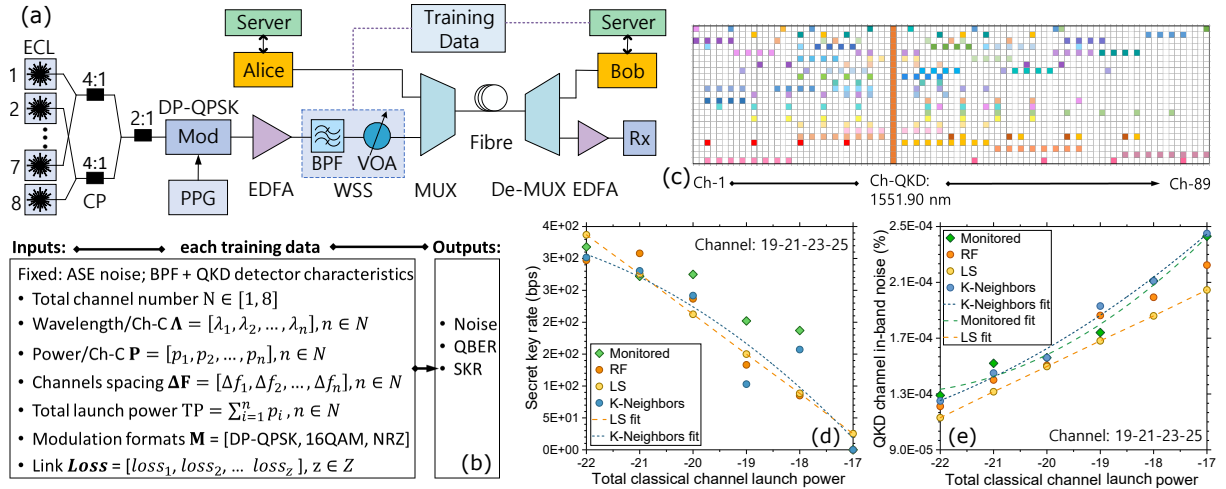 (a)
ECL
1
2
7
8
4:1
4:1
CP
2:1
DP-QPSK
Mod
PPG
EDFA
Server
Alice
BPF
VOA
WSS
Training
Data
MUX
Fibre
De-MUX
Server
Bob
EDFA
Rx
(c)
Ch-1
Ch-QKD:
1551.90 nm
Ch-89
Inputs: each training data Outputs:
Fixed: ASE noise; BPF + QKD detector characteristics
• Total channel number N ∈ [1, 8]
• Wavelength/Ch-C Λ = [λ₁, λ₂, … , λₙ], n ∈ N
• Power/Ch-C P = [p₁, p₂, … , pₙ], n ∈ N
• Channels spacing ΔF = [Δf₁, Δf₂, … , Δfₙ], n ∈ N
• Total launch power TP = ∑ⁿᵢ₌₁ pᵢ, n ∈ N
• Modulation formats M = [DP-QPSK, 16QAM, NRZ]
• Link Loss = [loss₁, loss₂, … loss_z], z ∈ Z
• Noise
• QBER
• SKR
(b)
Secret key rate (bps)
4E+02
4E+02
3E+02
3E+02
2E+02
2E+02
1E+02
1E+02
5E+01
0E+00
Channel: 19-21-23-25
Monitored
RF
LS
K-Neighbors
LS fit
K-Neighbors fit
(d)
-22 -21 -20 -19 -18 -17
Total classical channel launch power
QKD channel in-band noise (%)
2.5E-04
2.1E-04
1.7E-04
1.3E-04
9.0E-05
Monitored
RF
LS
K-Neighbors
K-Neighbors fit
Monitored fit
LS fit
(e)
Channel: 19-21-23-25
-22 -21 -20 -19 -18 -17
Total classical channel launch power